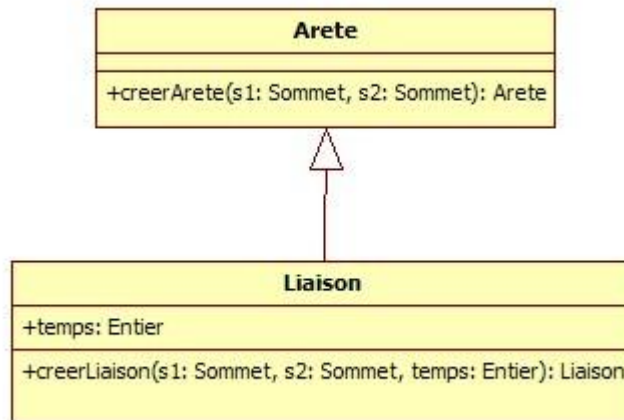 Arete
+creerArete(s1: Sommet, s2: Sommet): Arete
Liaison
+temps: Entier
+creerLiaison(s1: Sommet, s2: Sommet, temps: Entier): Liaison